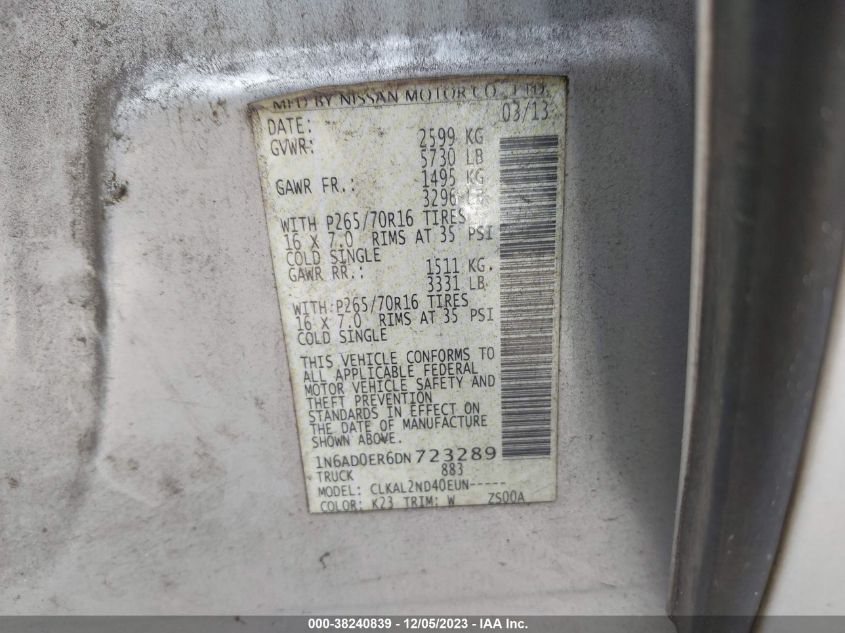 MFD BY NISSAN MOTOR CO., LTD.
DATE: 03/13
GVWR: 2599 KG
5730 LB
GAWR FR.: 1495 KG
3296 LB
WITH P265/70R16 TIRES
16 X 7.0 RIMS AT 35 PSI
COLD SINGLE
GAWR RR.: 1511 KG
3331 LB
WITH P265/70R16 TIRES
16 X 7.0 RIMS AT 35 PSI
COLD SINGLE
THIS VEHICLE CONFORMS TO
ALL APPLICABLE FEDERAL
MOTOR VEHICLE SAFETY AND
THEFT PREVENTION
STANDARDS IN EFFECT ON
THE DATE OF MANUFACTURE
SHOWN ABOVE.
1N6AD0ER6DN723289
TRUCK 883
MODEL: CLKAL2ND40EUN-----
COLOR: K23 TRIM: W ZS00A
000-38240839 - 12/05/2023 - IAA Inc.